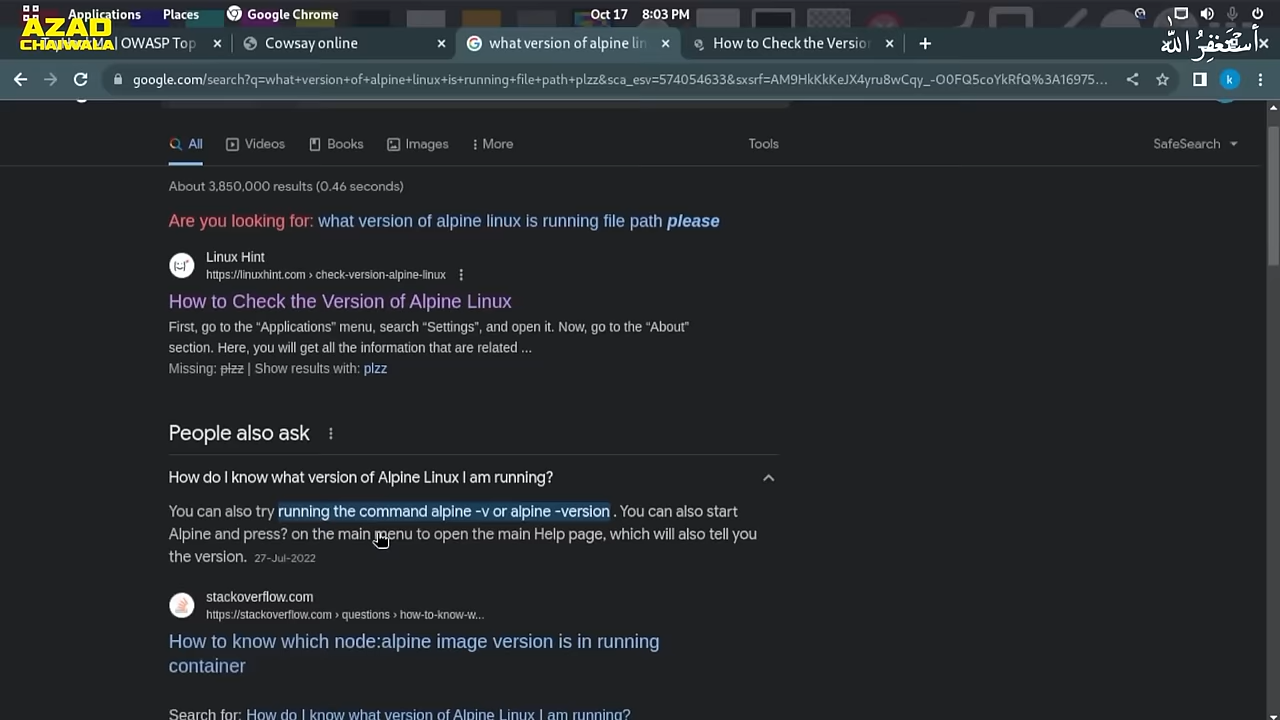 Applications Places Google Chrome Oct 17 8:03 PM
AZAD
CHAIWALA
OWASP Top Cowsay online what version of alpine lin How to Check the Version
أستغفر الله
google.com/search?q=what+version+of+alpine+linux+is+running+file+path+plzz&sca_esv=574054633&sxsrf=AM9HkKkKeJX4yru8wCqy_-O0FQ5coYkRfQ%3A16975...
k
All Videos Books Images More Tools SafeSearch
About 3,850,000 results (0.46 seconds)
Are you looking for: what version of alpine linux is running file path please
Linux Hint
https://linuxhint.com › check-version-alpine-linux
How to Check the Version of Alpine Linux
First, go to the “Applications” menu, search “Settings”, and open it. Now, go to the “About”
section. Here, you will get all the information that are related ...
Missing: plzz | Show results with: plzz
People also ask
How do I know what version of Alpine Linux I am running?
You can also try running the command alpine -v or alpine -version . You can also start
Alpine and press? on the main menu to open the main Help page, which will also tell you
the version. 27-Jul-2022
stackoverflow.com
https://stackoverflow.com › questions › how-to-know-w...
How to know which node:alpine image version is in running
container
Search for: How do I know what version of Alpine Linux I am running?